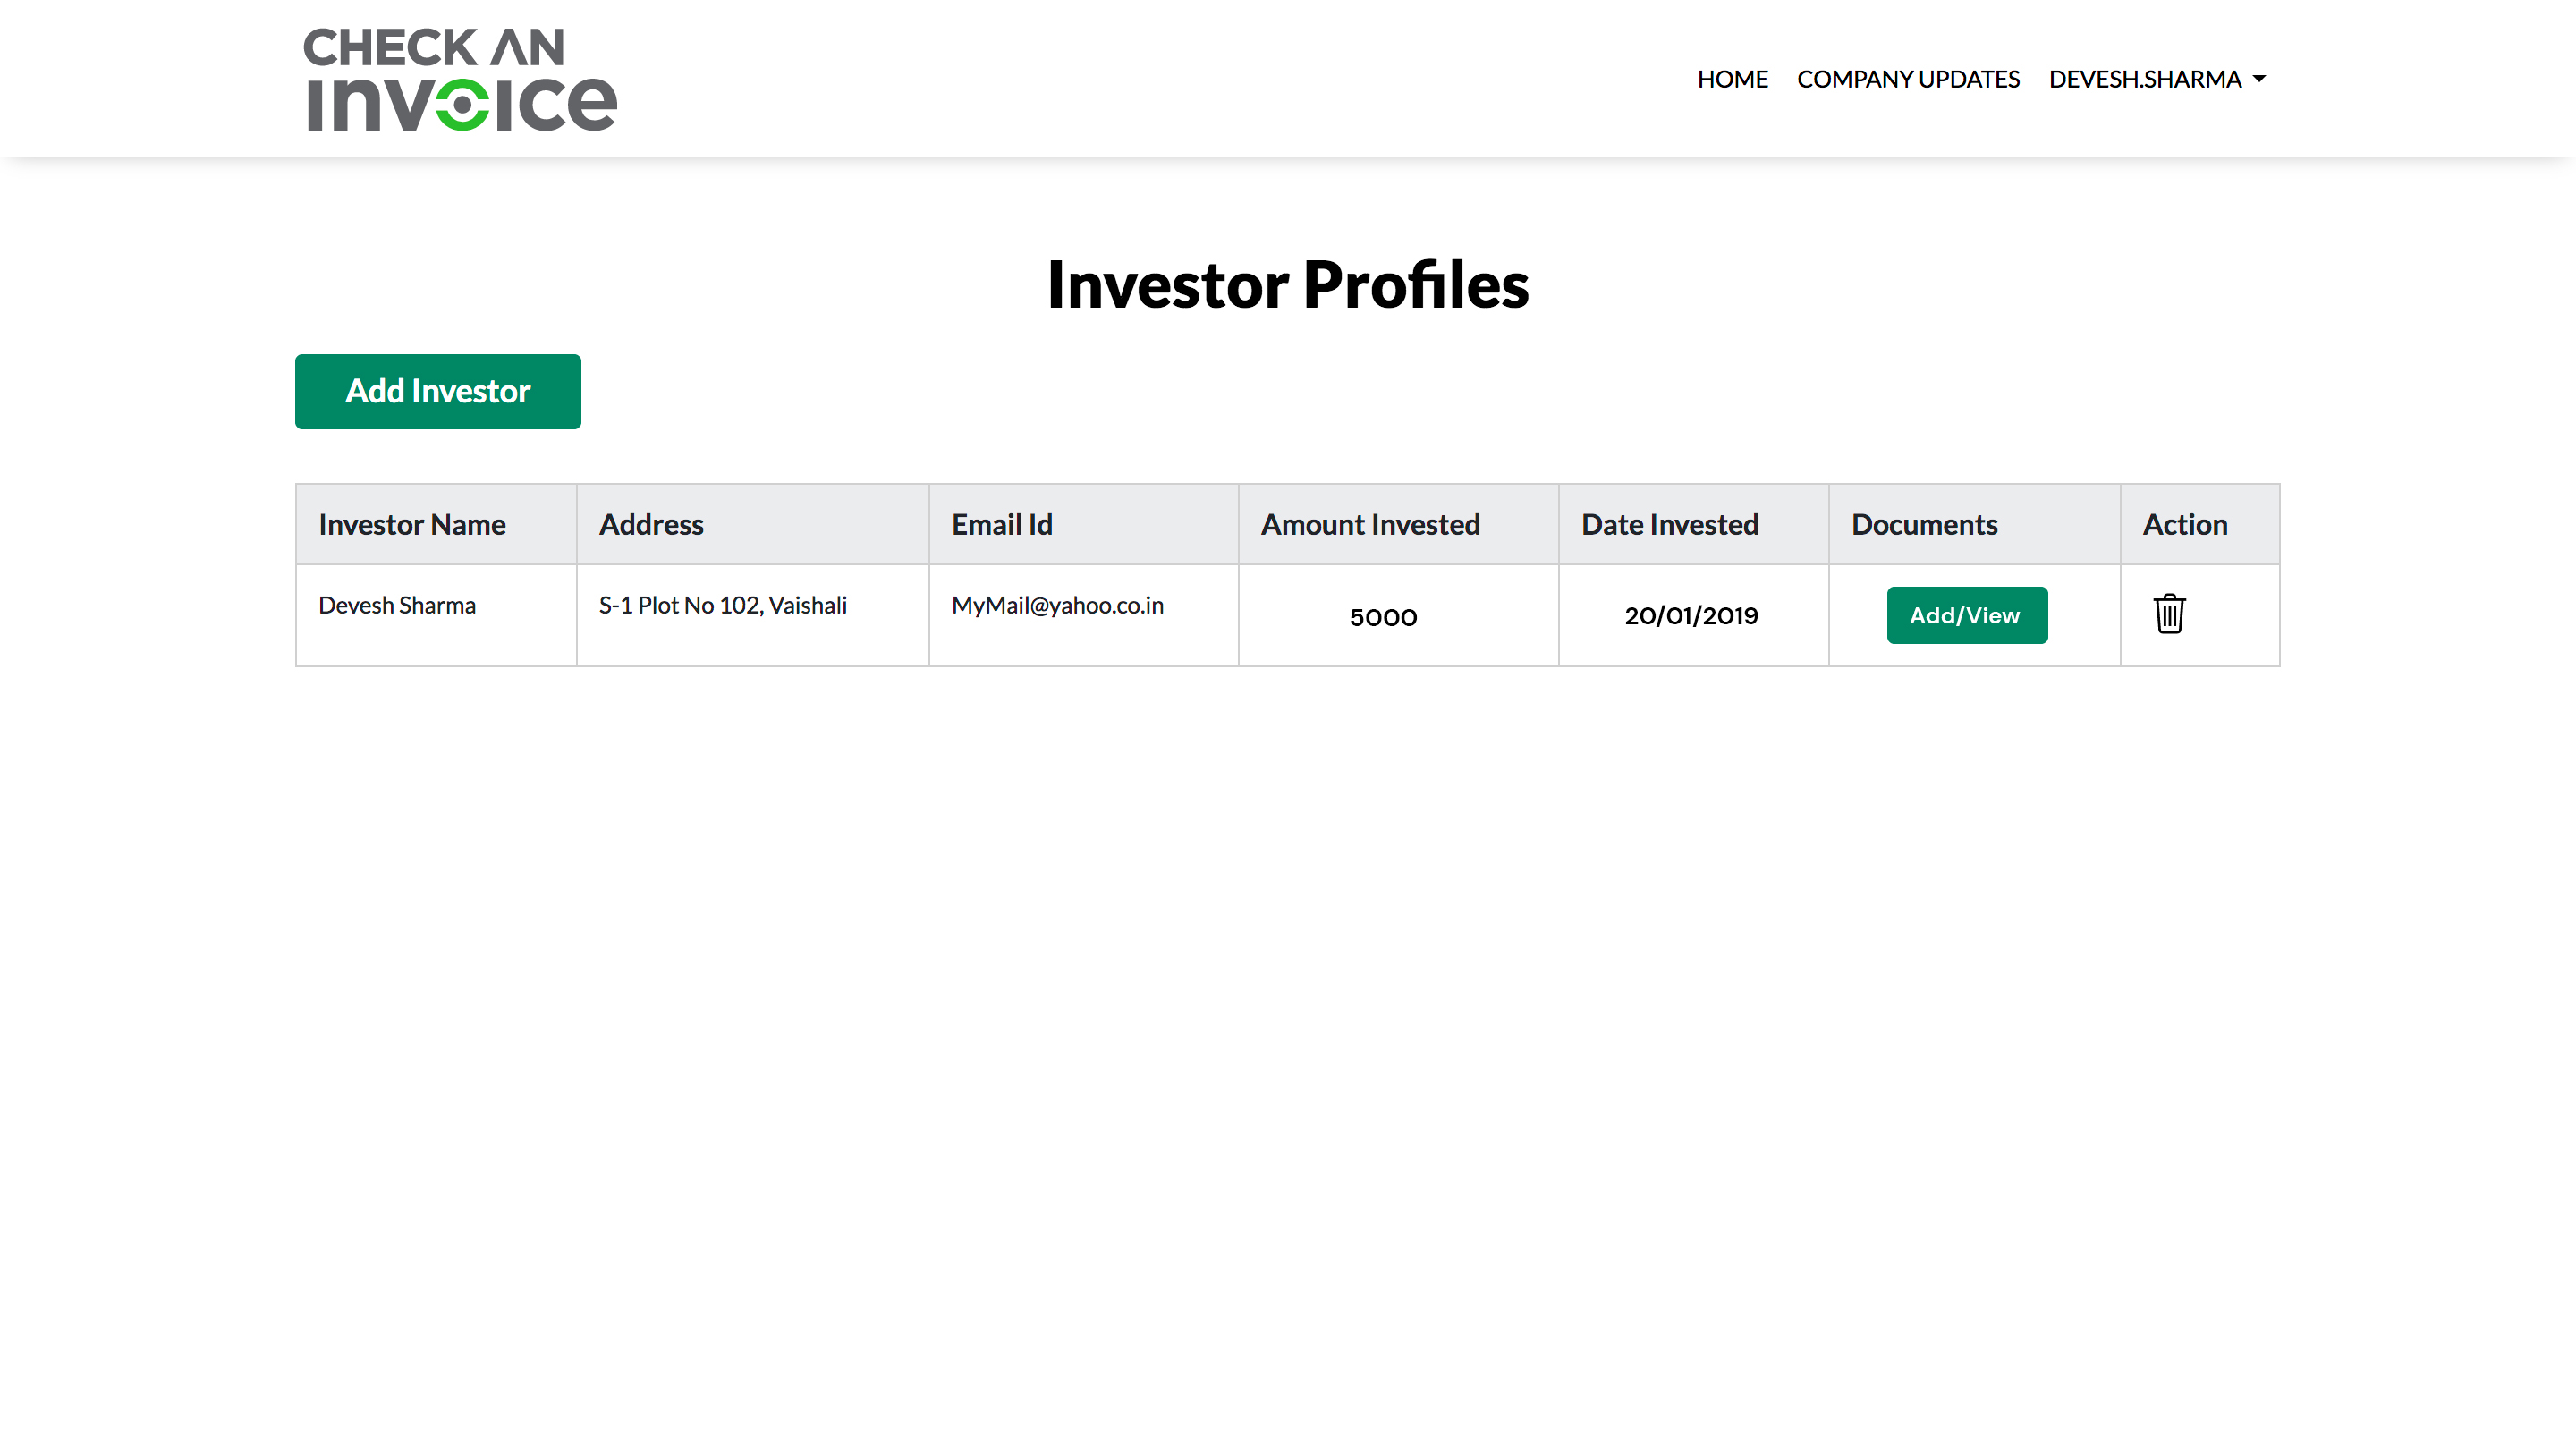 CHECK AN
invoice
HOME COMPANY UPDATES DEVESH.SHARMA
Investor Profiles
Add Investor
Investor Name Address Email Id Amount Invested Date Invested Documents Action
Devesh Sharma S-1 Plot No 102, Vaishali MyMail@yahoo.co.in 5000 20/01/2019 Add/View